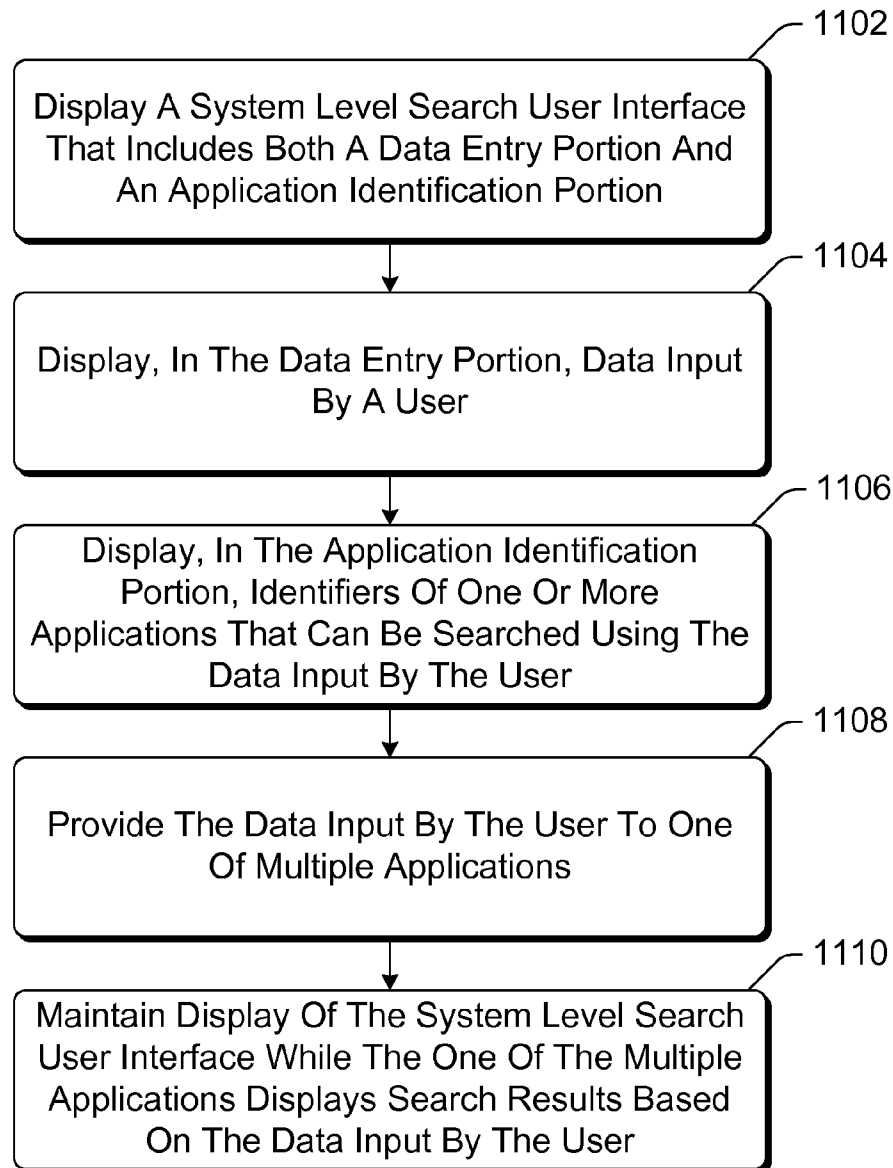 1102
Display A System Level Search User Interface
That Includes Both A Data Entry Portion And
An Application Identification Portion
1104
Display, In The Data Entry Portion, Data Input
By A User
1106
Display, In The Application Identification
Portion, Identifiers Of One Or More
Applications That Can Be Searched Using The
Data Input By The User
1108
Provide The Data Input By The User To One
Of Multiple Applications
1110
Maintain Display Of The System Level Search
User Interface While The One Of The Multiple
Applications Displays Search Results Based
On The Data Input By The User